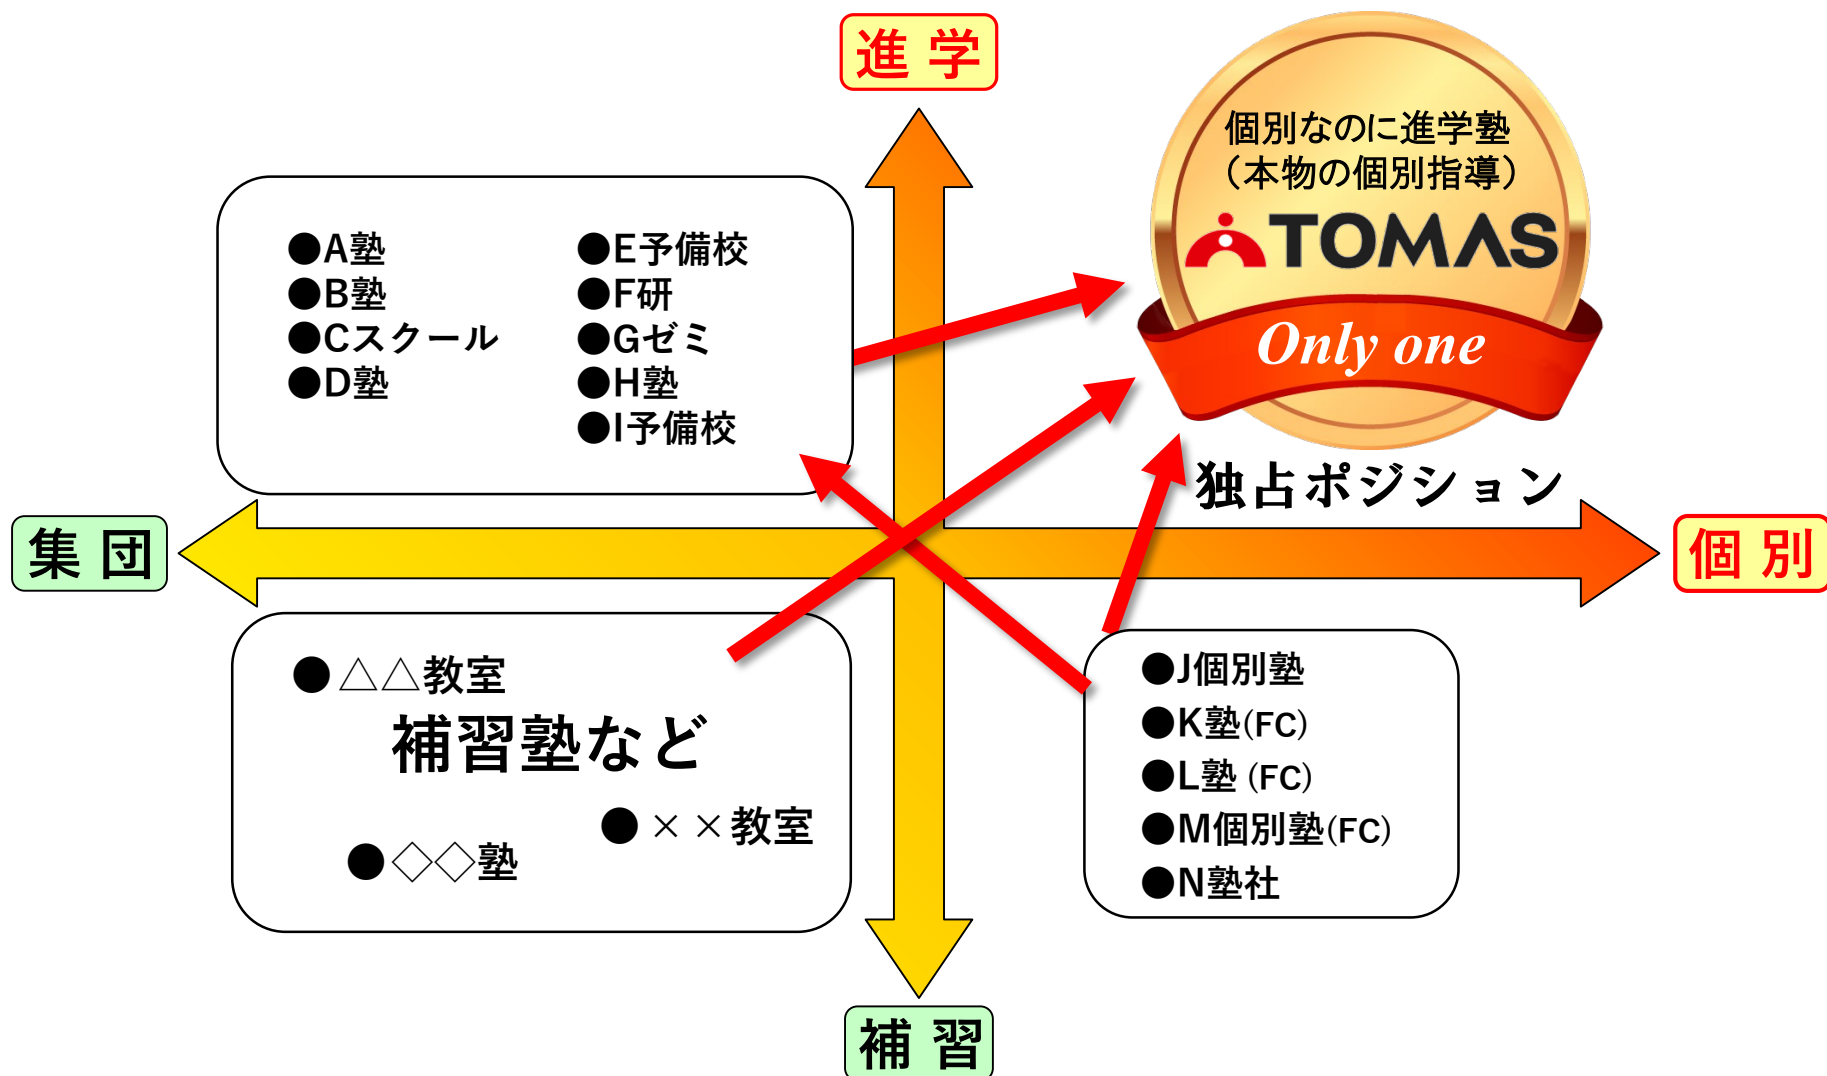 進 学
個別なのに進学塾
（本物の個別指導）
TOMAS
Only one
独占ポジション
●A塾
●B塾
●Cスクール
●D塾
●E予備校
●F研
●Gゼミ
●H塾
●I予備校
集 団
個 別
●△△教室
補習塾など
●××教室
●◇◇塾
●J個別塾
●K塾(FC)
●L塾 (FC)
●M個別塾(FC)
●N塾社
補 習